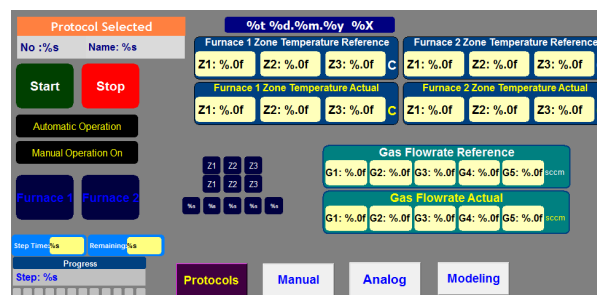 Protocol Selected
%t %d.%m.%y %X
No :%s Name: %s
Furnace 1 Zone Temperature Reference
Furnace 2 Zone Temperature Reference
Z1: %.0f Z2: %.0f Z3: %.0f C
Z1: %.0f Z2: %.0f Z3: %.0f
Start
Stop
Furnace 1 Zone Temperature Actual
Furnace 2 Zone Temperature Actual
Z1: %.0f Z2: %.0f Z3: %.0f C
Z1: %.0f Z2: %.0f Z3: %.0f
Automatic Operation
Manual Operation On
Z1 Z2 Z3
Z1 Z2 Z3
%s %s %s %s %s
Gas Flowrate Reference
G1: %.0f G2: %.0f G3: %.0f G4: %.0f G5: %.0f sccm
Gas Flowrate Actual
G1: %.0f G2: %.0f G3: %.0f G4: %.0f G5: %.0f sccm
Furnace 1
Furnace 2
Step Time: %s
Remaining: %s
Progress
Step: %s
Protocols
Manual
Analog
Modeling